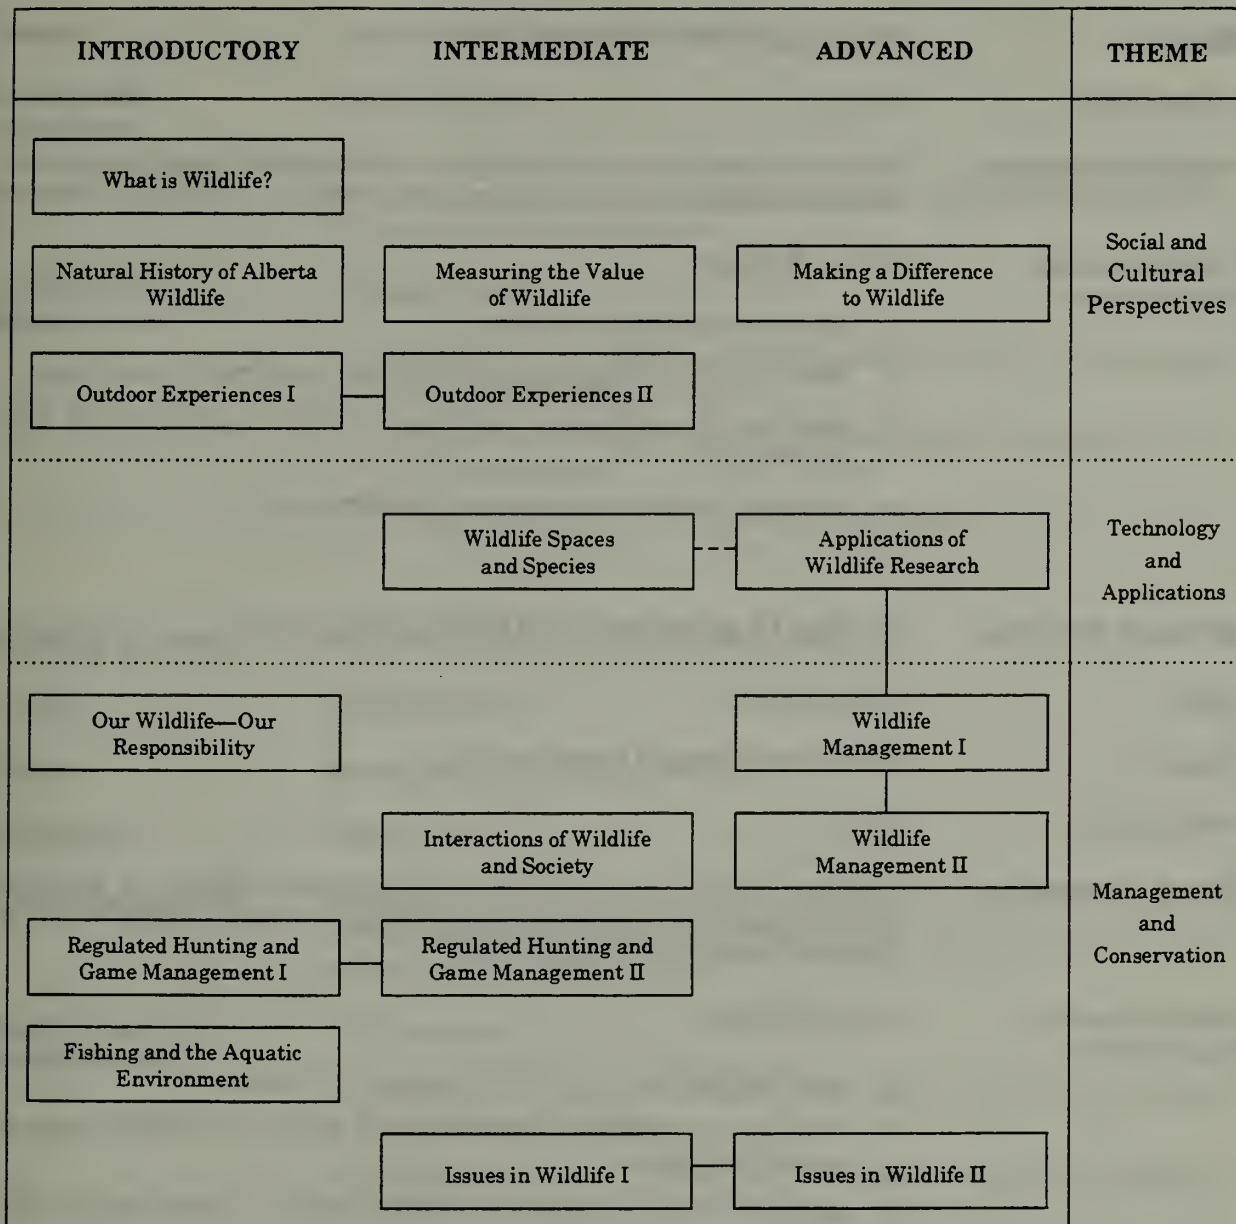 INTRODUCTORY INTERMEDIATE ADVANCED THEME
What is Wildlife?
Natural History of Alberta
Wildlife
Measuring the Value
of Wildlife
Making a Difference
to Wildlife
Social and
Cultural
Perspectives
Outdoor Experiences I
Outdoor Experiences II
Wildlife Spaces
and Species
Applications of
Wildlife Research
Technology
and
Applications
Our Wildlife—Our
Responsibility
Wildlife
Management I
Interactions of Wildlife
and Society
Wildlife
Management II
Management
and
Conservation
Regulated Hunting and
Game Management I
Regulated Hunting and
Game Management II
Fishing and the Aquatic
Environment
Issues in Wildlife I
Issues in Wildlife II